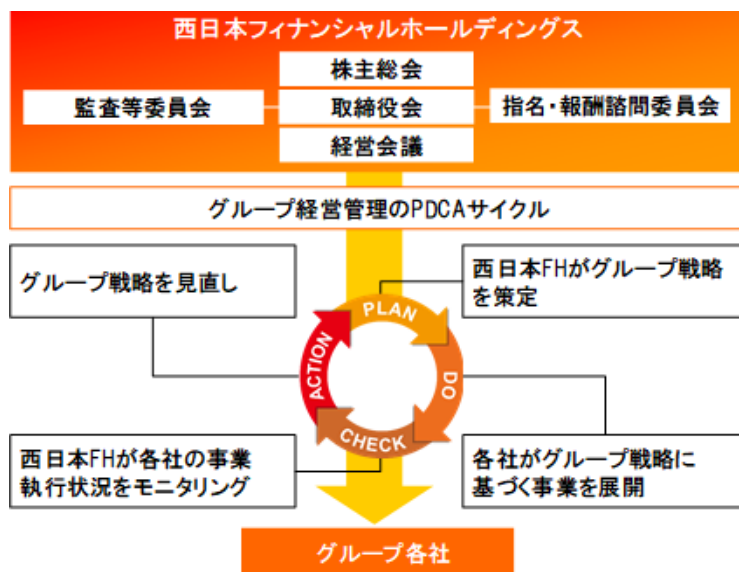 西日本フィナンシャルホールディングス
株主総会
監査等委員会
取締役会
指名・報酬諮問委員会
経営会議
グループ経営管理のPDCAサイクル
グループ戦略を見直し
西日本FHがグループ戦略
を策定
PLAN
ACTION
DO
CHECK
西日本FHが各社の事業
執行状況をモニタリング
各社がグループ戦略に
基づく事業を展開
グループ各社